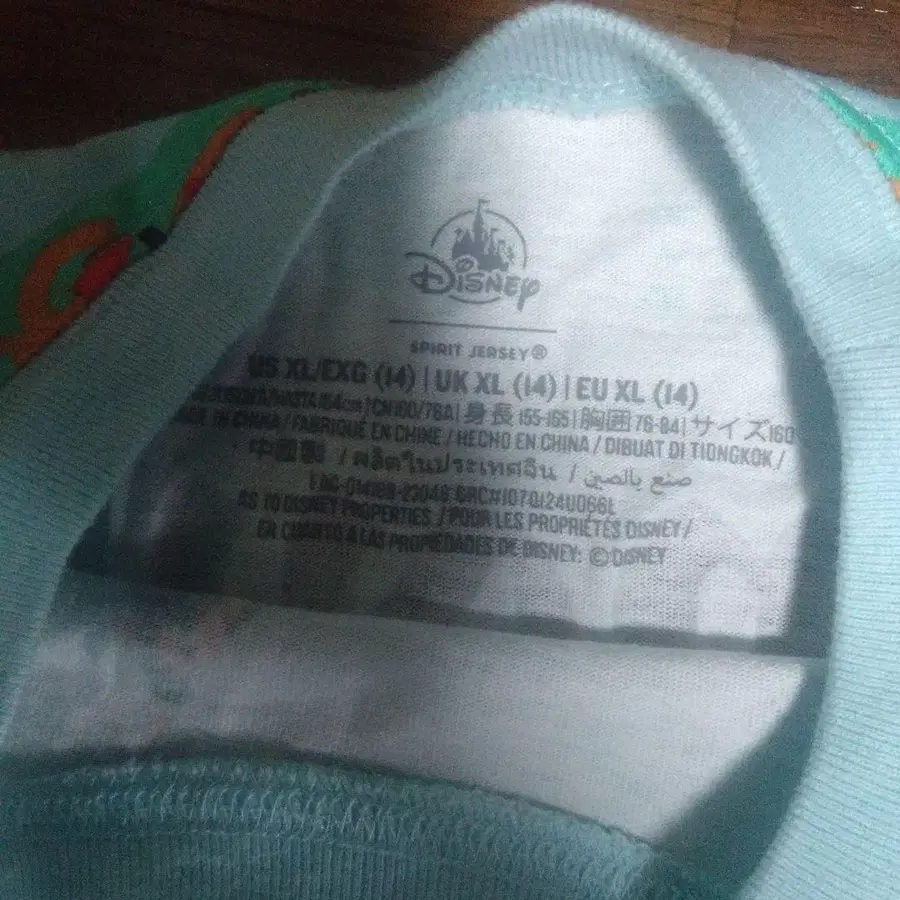 Disney
SPIRIT JERSEY®
US XL/EXG (14) | UK XL (14) | EU XL (14)
164cm | CN160/76A | 身長 155-165 | 胸囲 76-84 | サイズ160
IN CHINA / FABRIQUÉ EN CHINE / HECHO EN CHINA / DIBUAT DI TIONGKOK /
中國製 / ผลิตในประเทศจีน / صنع بالصين
AS TO DISNEY PROPERTIES / POUR LES PROPRIÉTÉS DISNEY /
EN CUANTO A LAS PROPIEDADES DE DISNEY: © DISNEY